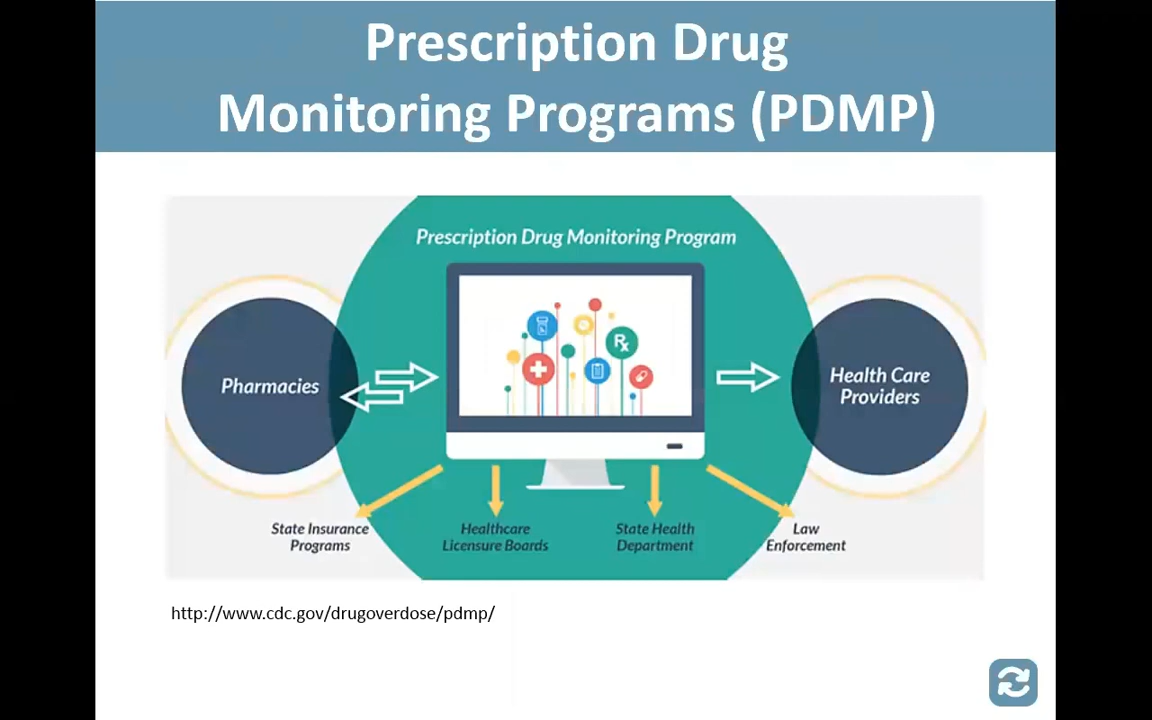 Prescription Drug
Monitoring Programs (PDMP)
Prescription Drug Monitoring Program
Pharmacies
Rx
Health Care
Providers
State Insurance
Programs
Healthcare
Licensure Boards
State Health
Department
Law
Enforcement
http://www.cdc.gov/drugoverdose/pdmp/